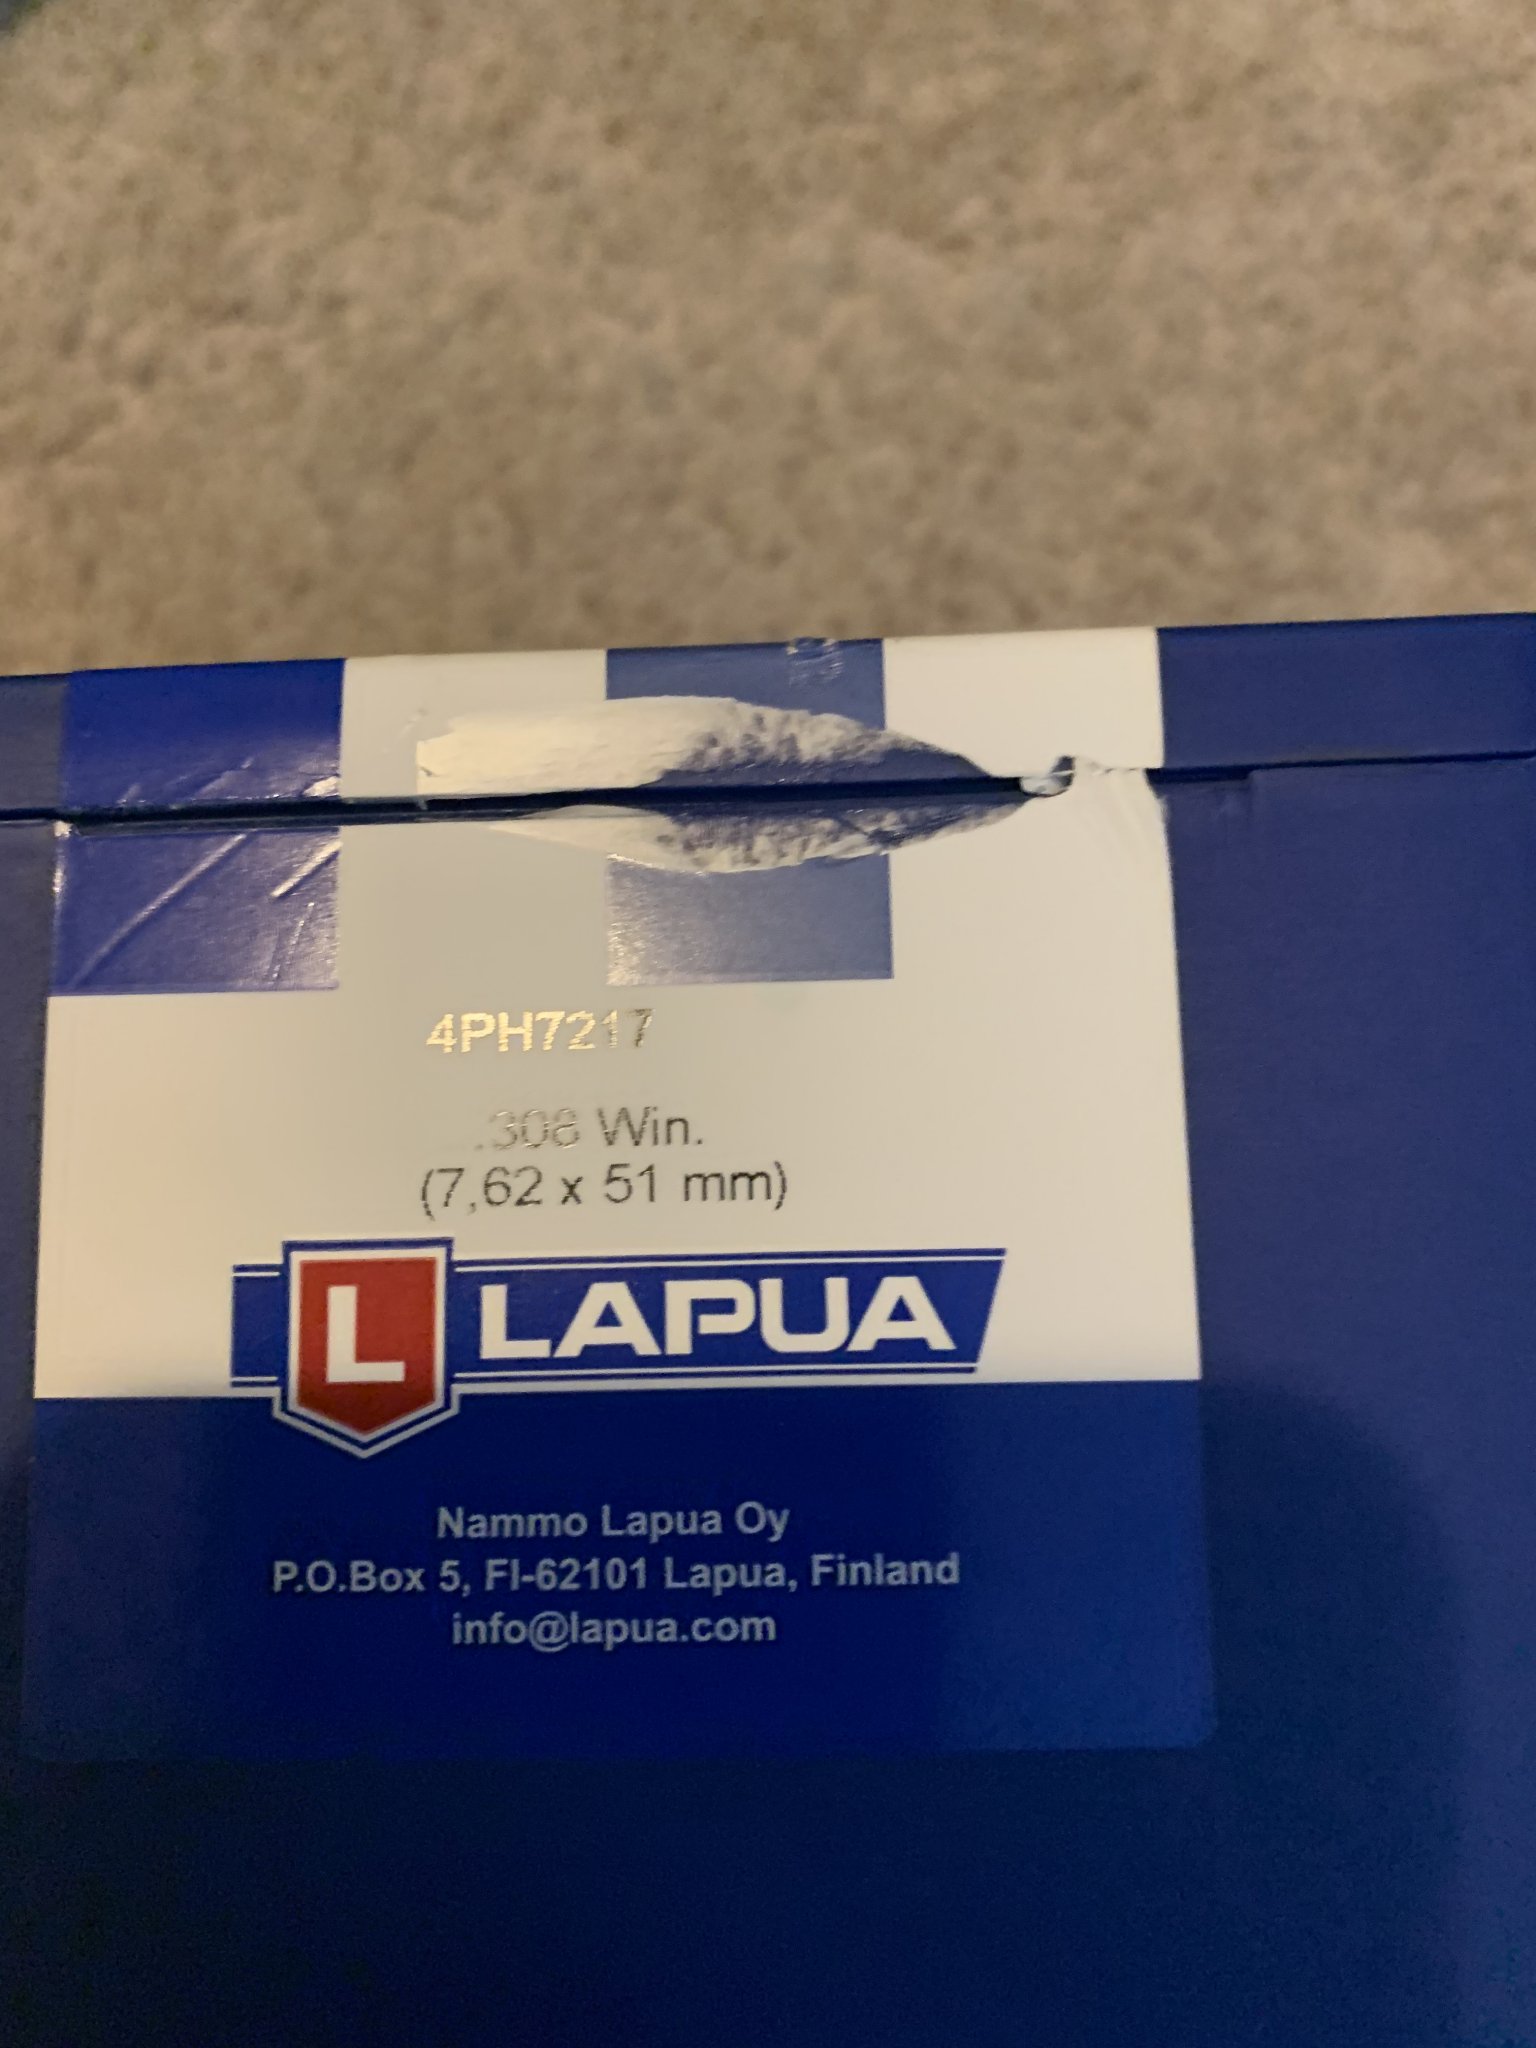 4PH7217
.308 Win.
(7,62 x 51 mm)
L LAPUA
Nammo Lapua Oy
P.O.Box 5, FI-62101 Lapua, Finland
info@lapua.com